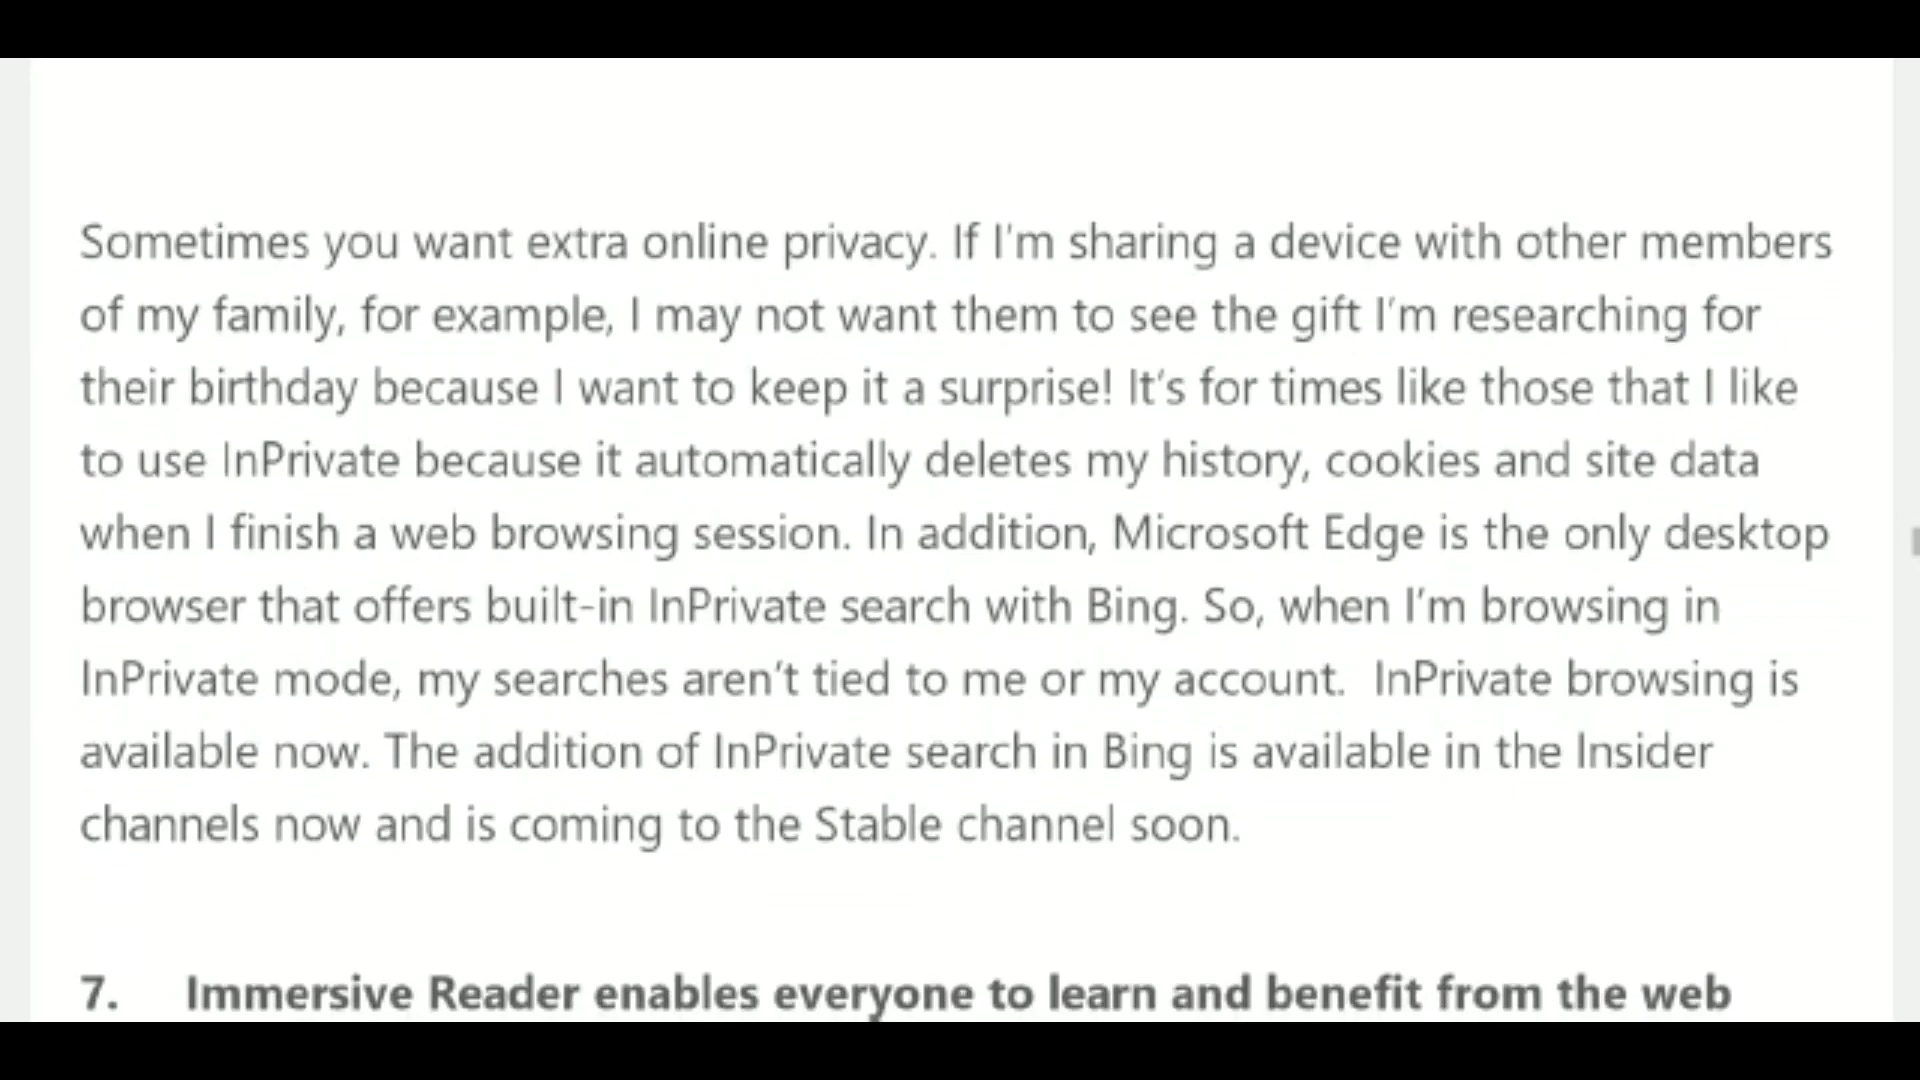 Sometimes you want extra online privacy. If I'm sharing a device with other members
of my family, for example, I may not want them to see the gift I'm researching for
their birthday because I want to keep it a surprise! It's for times like those that I like
to use InPrivate because it automatically deletes my history, cookies and site data
when I finish a web browsing session. In addition, Microsoft Edge is the only desktop
browser that offers built-in InPrivate search with Bing. So, when I'm browsing in
InPrivate mode, my searches aren't tied to me or my account.  InPrivate browsing is
available now. The addition of InPrivate search in Bing is available in the Insider
channels now and is coming to the Stable channel soon.
7. Immersive Reader enables everyone to learn and benefit from the web